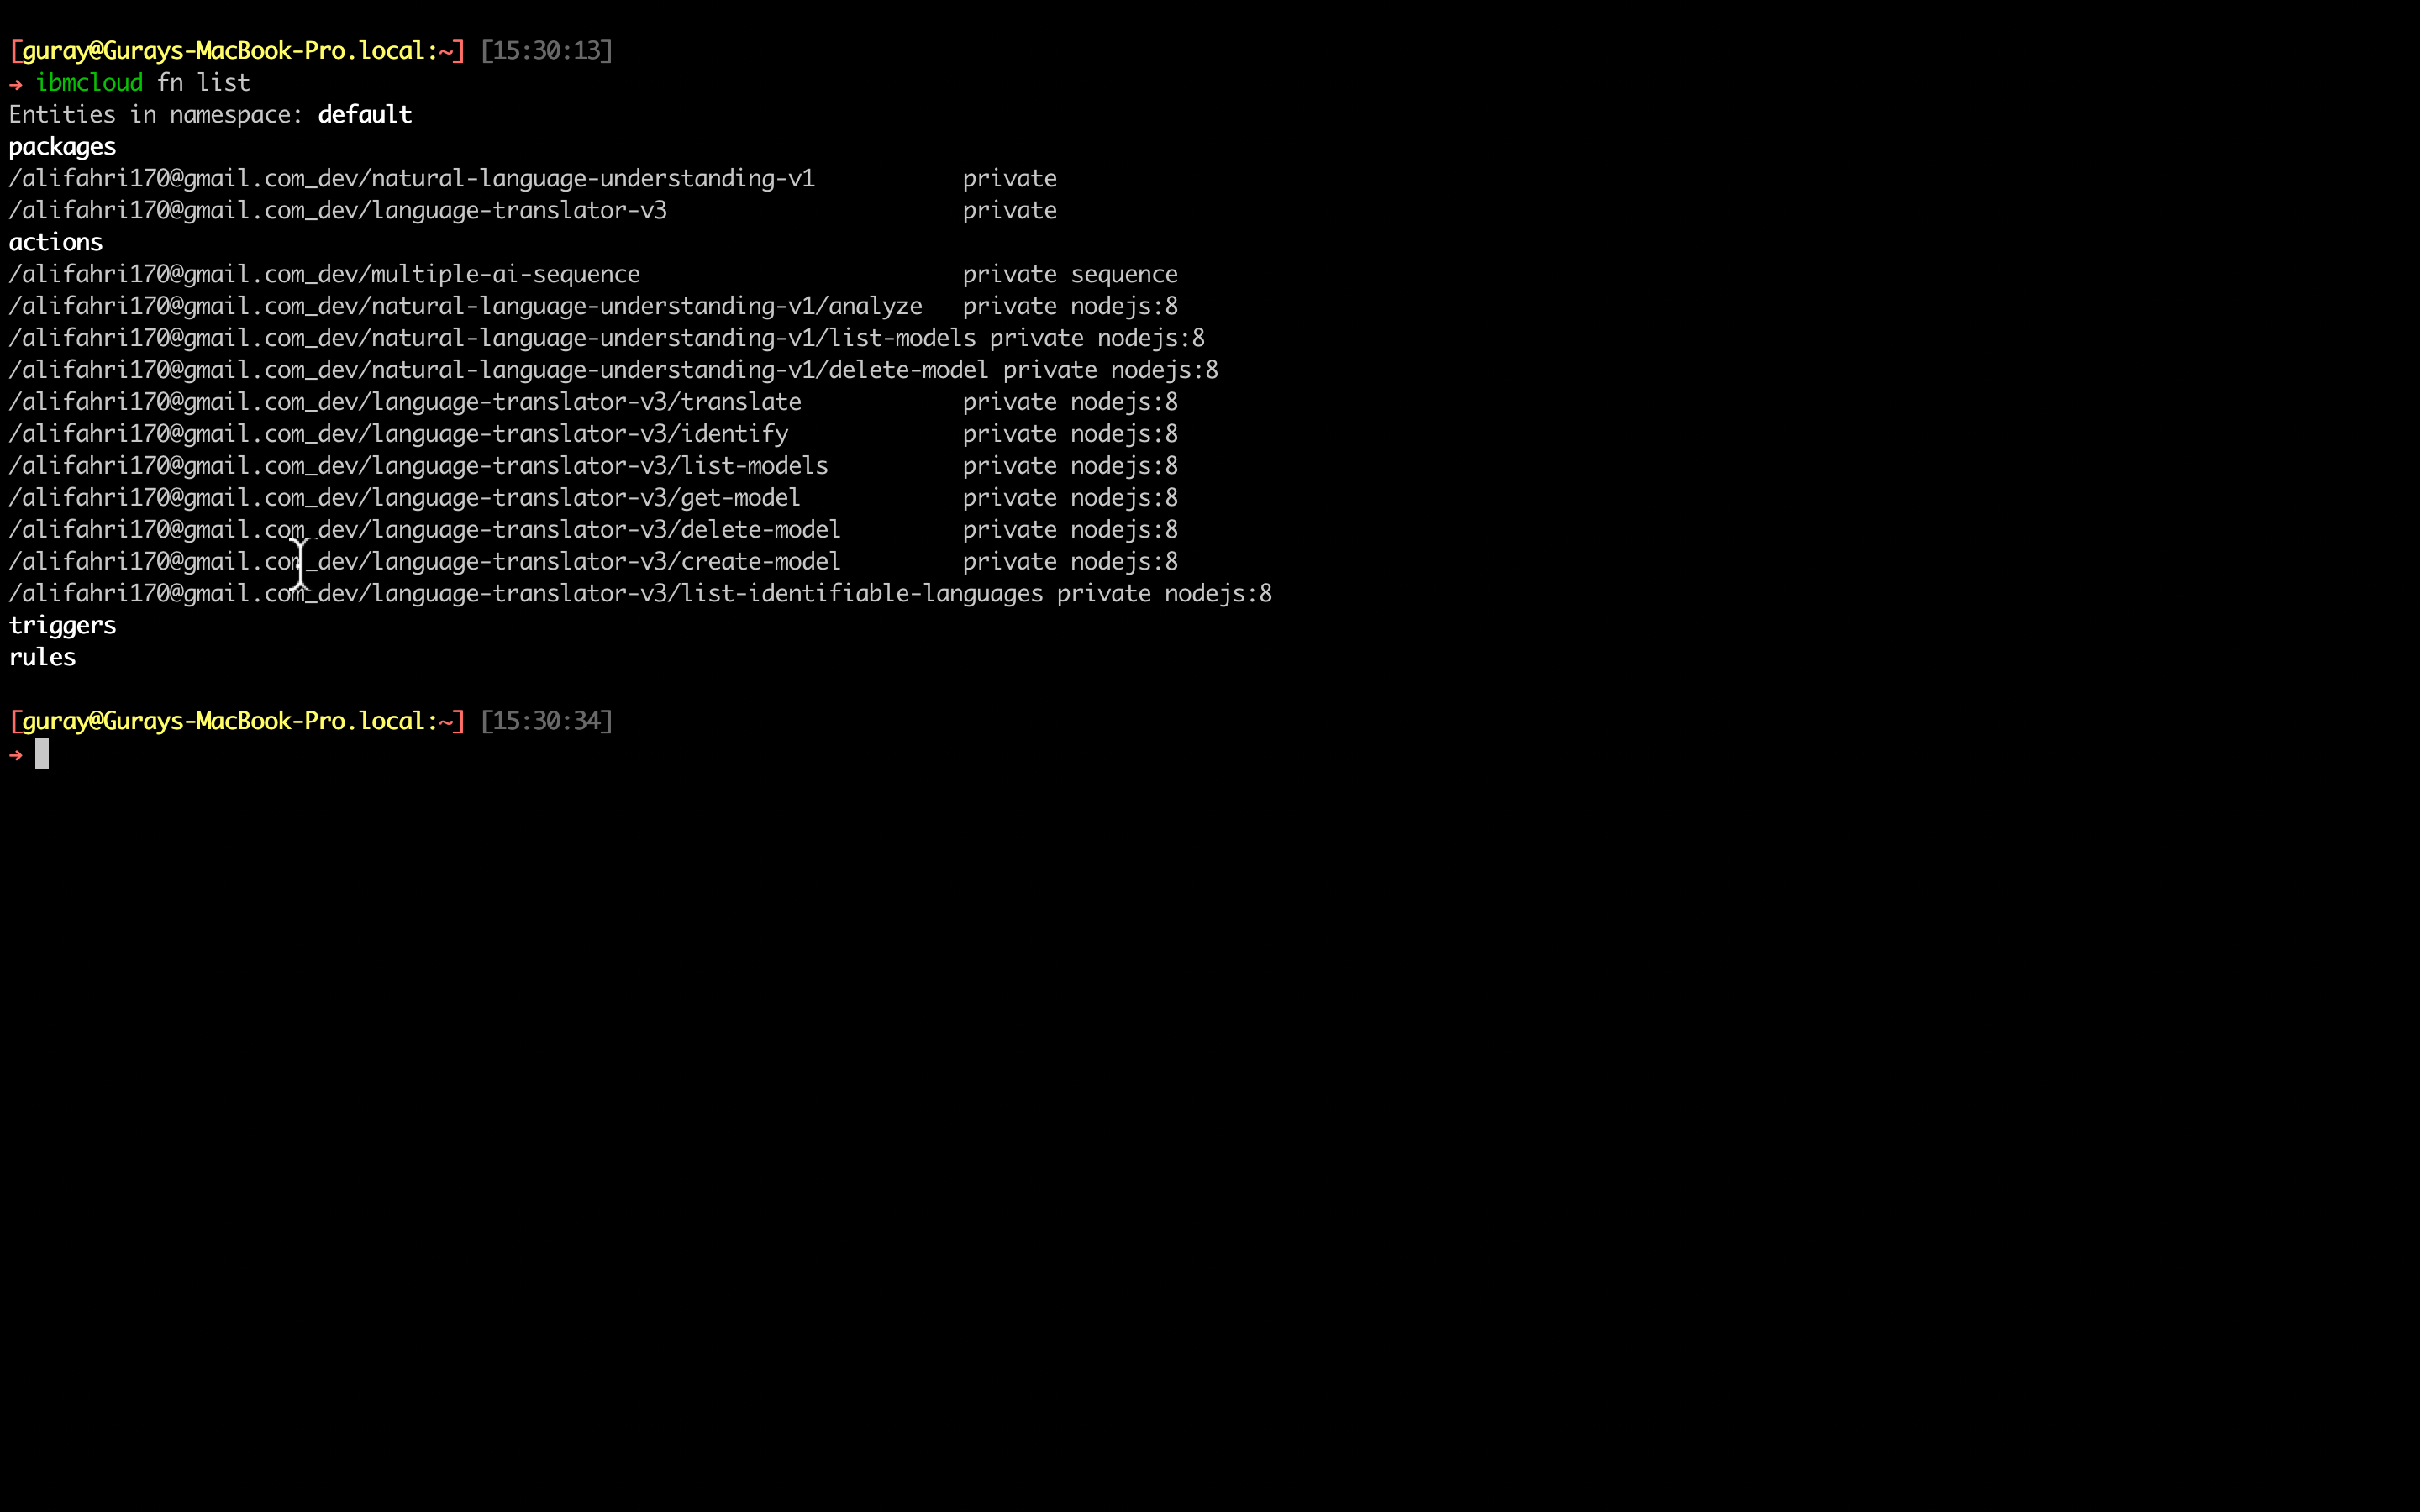 [guray@Gurays-MacBook-Pro.local:~] [15:30:13]
→ ibmcloud fn list
Entities in namespace: default
packages
/alifahri170@gmail.com_dev/natural-language-understanding-v1           private
/alifahri170@gmail.com_dev/language-translator-v3                      private
actions
/alifahri170@gmail.com_dev/multiple-ai-sequence                        private sequence
/alifahri170@gmail.com_dev/natural-language-understanding-v1/analyze   private nodejs:8
/alifahri170@gmail.com_dev/natural-language-understanding-v1/list-models private nodejs:8
/alifahri170@gmail.com_dev/natural-language-understanding-v1/delete-model private nodejs:8
/alifahri170@gmail.com_dev/language-translator-v3/translate            private nodejs:8
/alifahri170@gmail.com_dev/language-translator-v3/identify             private nodejs:8
/alifahri170@gmail.com_dev/language-translator-v3/list-models          private nodejs:8
/alifahri170@gmail.com_dev/language-translator-v3/get-model            private nodejs:8
/alifahri170@gmail.com_dev/language-translator-v3/delete-model         private nodejs:8
/alifahri170@gmail.com_dev/language-translator-v3/create-model         private nodejs:8
/alifahri170@gmail.com_dev/language-translator-v3/list-identifiable-languages private nodejs:8
triggers
rules
[guray@Gurays-MacBook-Pro.local:~] [15:30:34]
→